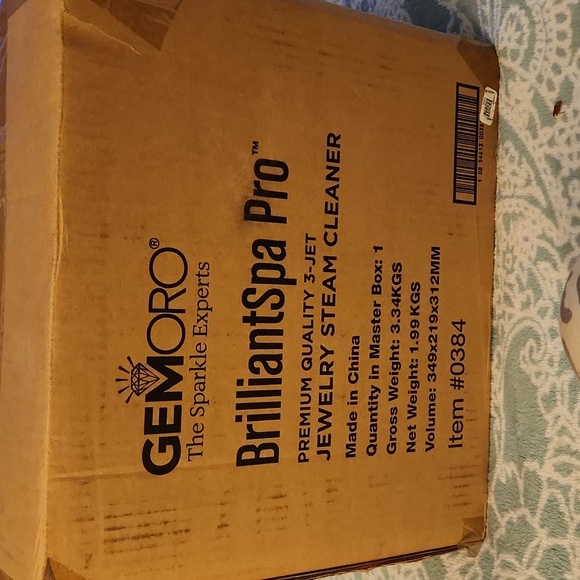 GEMORO®
The Sparkle Experts
BrilliantSpa Pro™
PREMIUM QUALITY 3-JET
JEWELRY STEAM CLEANER
Made in China
Quantity in Master Box: 1
Gross Weight: 3.34KGS
Net Weight: 1.99KGS
Volume: 349x219x312MM
Item #0384